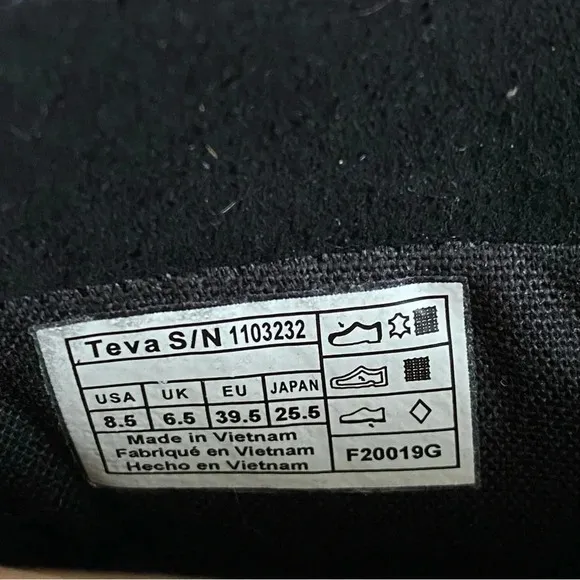 Teva S/N 1103232
USA UK EU JAPAN
8.5 6.5 39.5 25.5
Made in Vietnam
Fabriqué en Vietnam
Hecho en Vietnam
F20019G